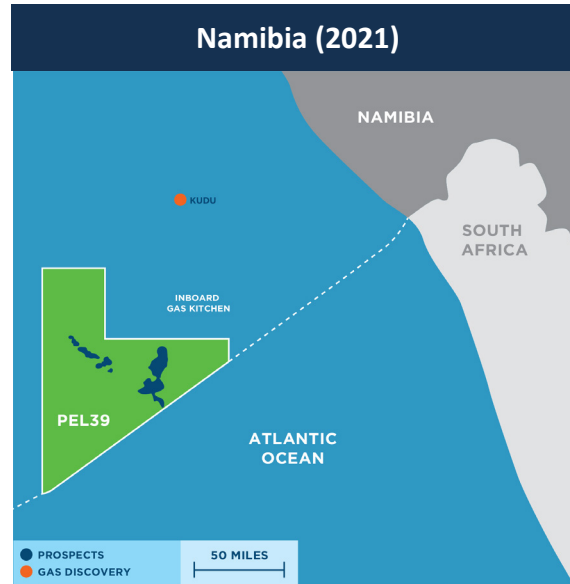 Namibia (2021)
NAMIBIA
KUDU
SOUTH
AFRICA
INBOARD
GAS KITCHEN
PEL39
ATLANTIC
OCEAN
PROSPECTS
GAS DISCOVERY
50 MILES